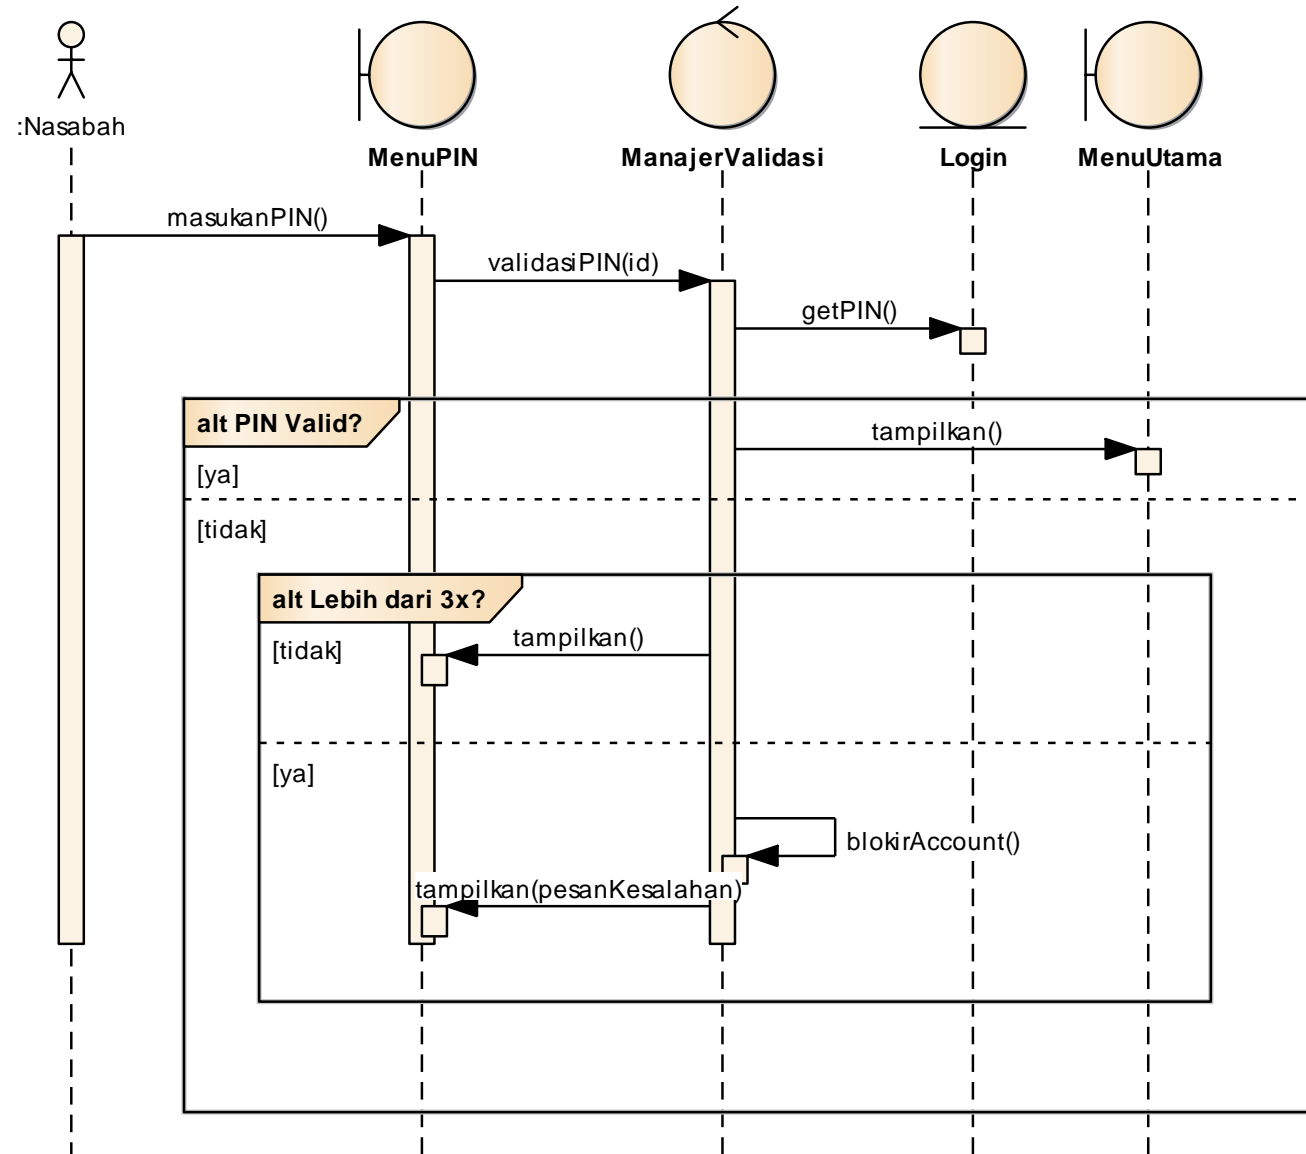 :Nasabah
MenuPIN
ManajerValidasi
Login
MenuUtama
masukanPIN()
validasiPIN(id)
getPIN()
alt PIN Valid?
tampilkan()
[ya]
[tidak]
alt Lebih dari 3x?
tampilkan()
[tidak]
[ya]
blokirAccount()
tampilkan(pesanKesalahan)